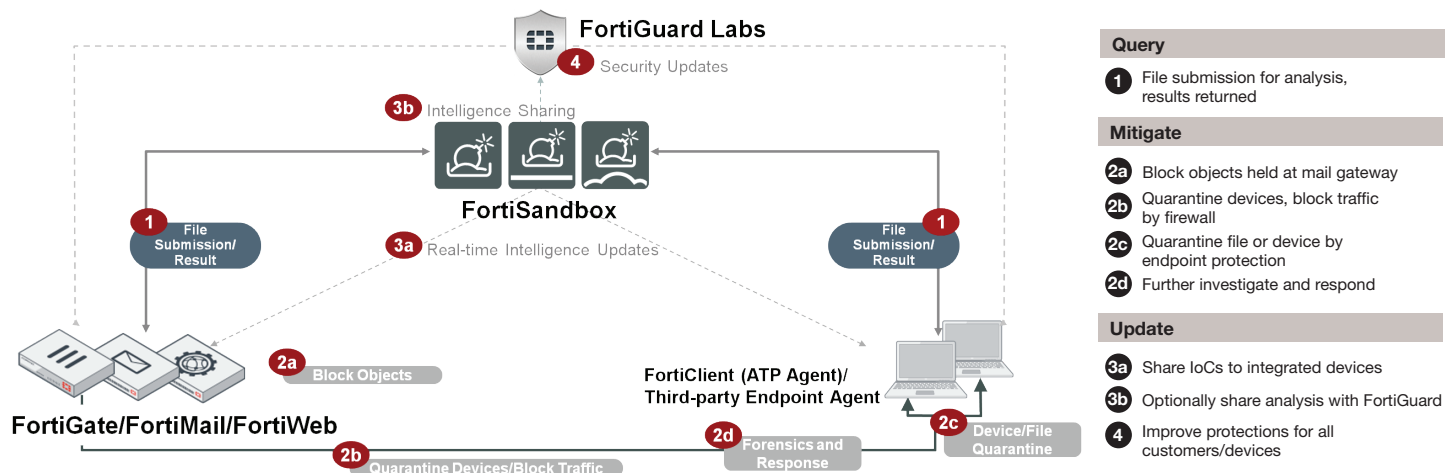 FortiGuard Labs
4
Security Updates
3b
Intelligence Sharing
FortiSandbox
1
File
Submission/
Result
3a
Real-time Intelligence Updates
1
File
Submission/
Result
2a
Block Objects
FortiGate/FortiMail/FortiWeb
FortiClient (ATP Agent)/
Third-party Endpoint Agent
2b
Quarantine Devices/Block Traffic
2d
Forensics and
Response
2c
Device/File
Quarantine
Query
1 File submission for analysis,
results returned
Mitigate
2a Block objects held at mail gateway
2b Quarantine devices, block traffic
by firewall
2c Quarantine file or device by
endpoint protection
2d Further investigate and respond
Update
3a Share IoCs to integrated devices
3b Optionally share analysis with FortiGuard
4 Improve protections for all
customers/devices